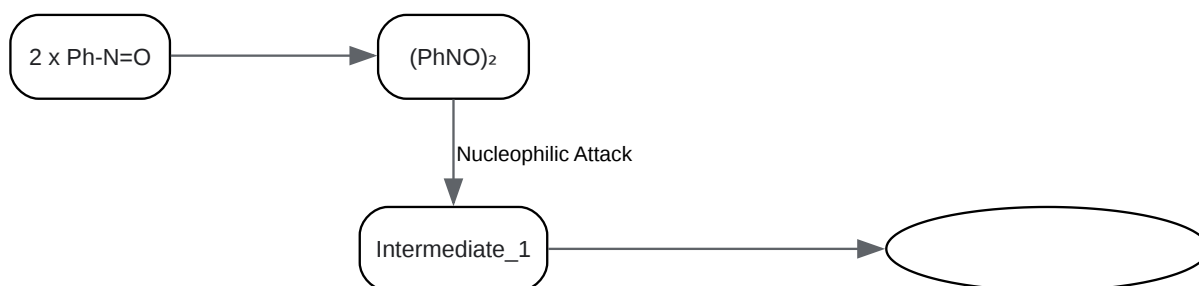 2 x Ph-N=O
(PhNO)₂
Nucleophilic Attack
Intermediate_1